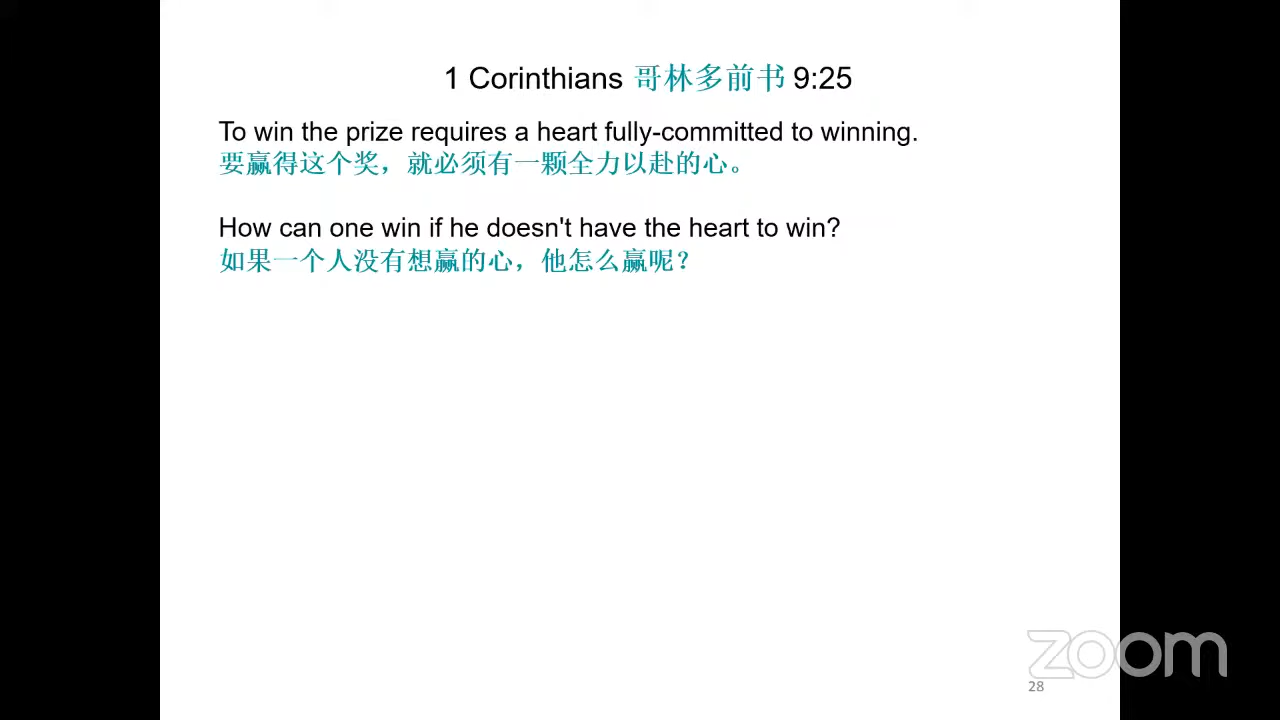 1 Corinthians 哥林多前书 9:25
To win the prize requires a heart fully-committed to winning.
要赢得这个奖，就必须有一颗全力以赴的心。
How can one win if he doesn't have the heart to win?
如果一个人没有想赢的心，他怎么赢呢？
zoom
28